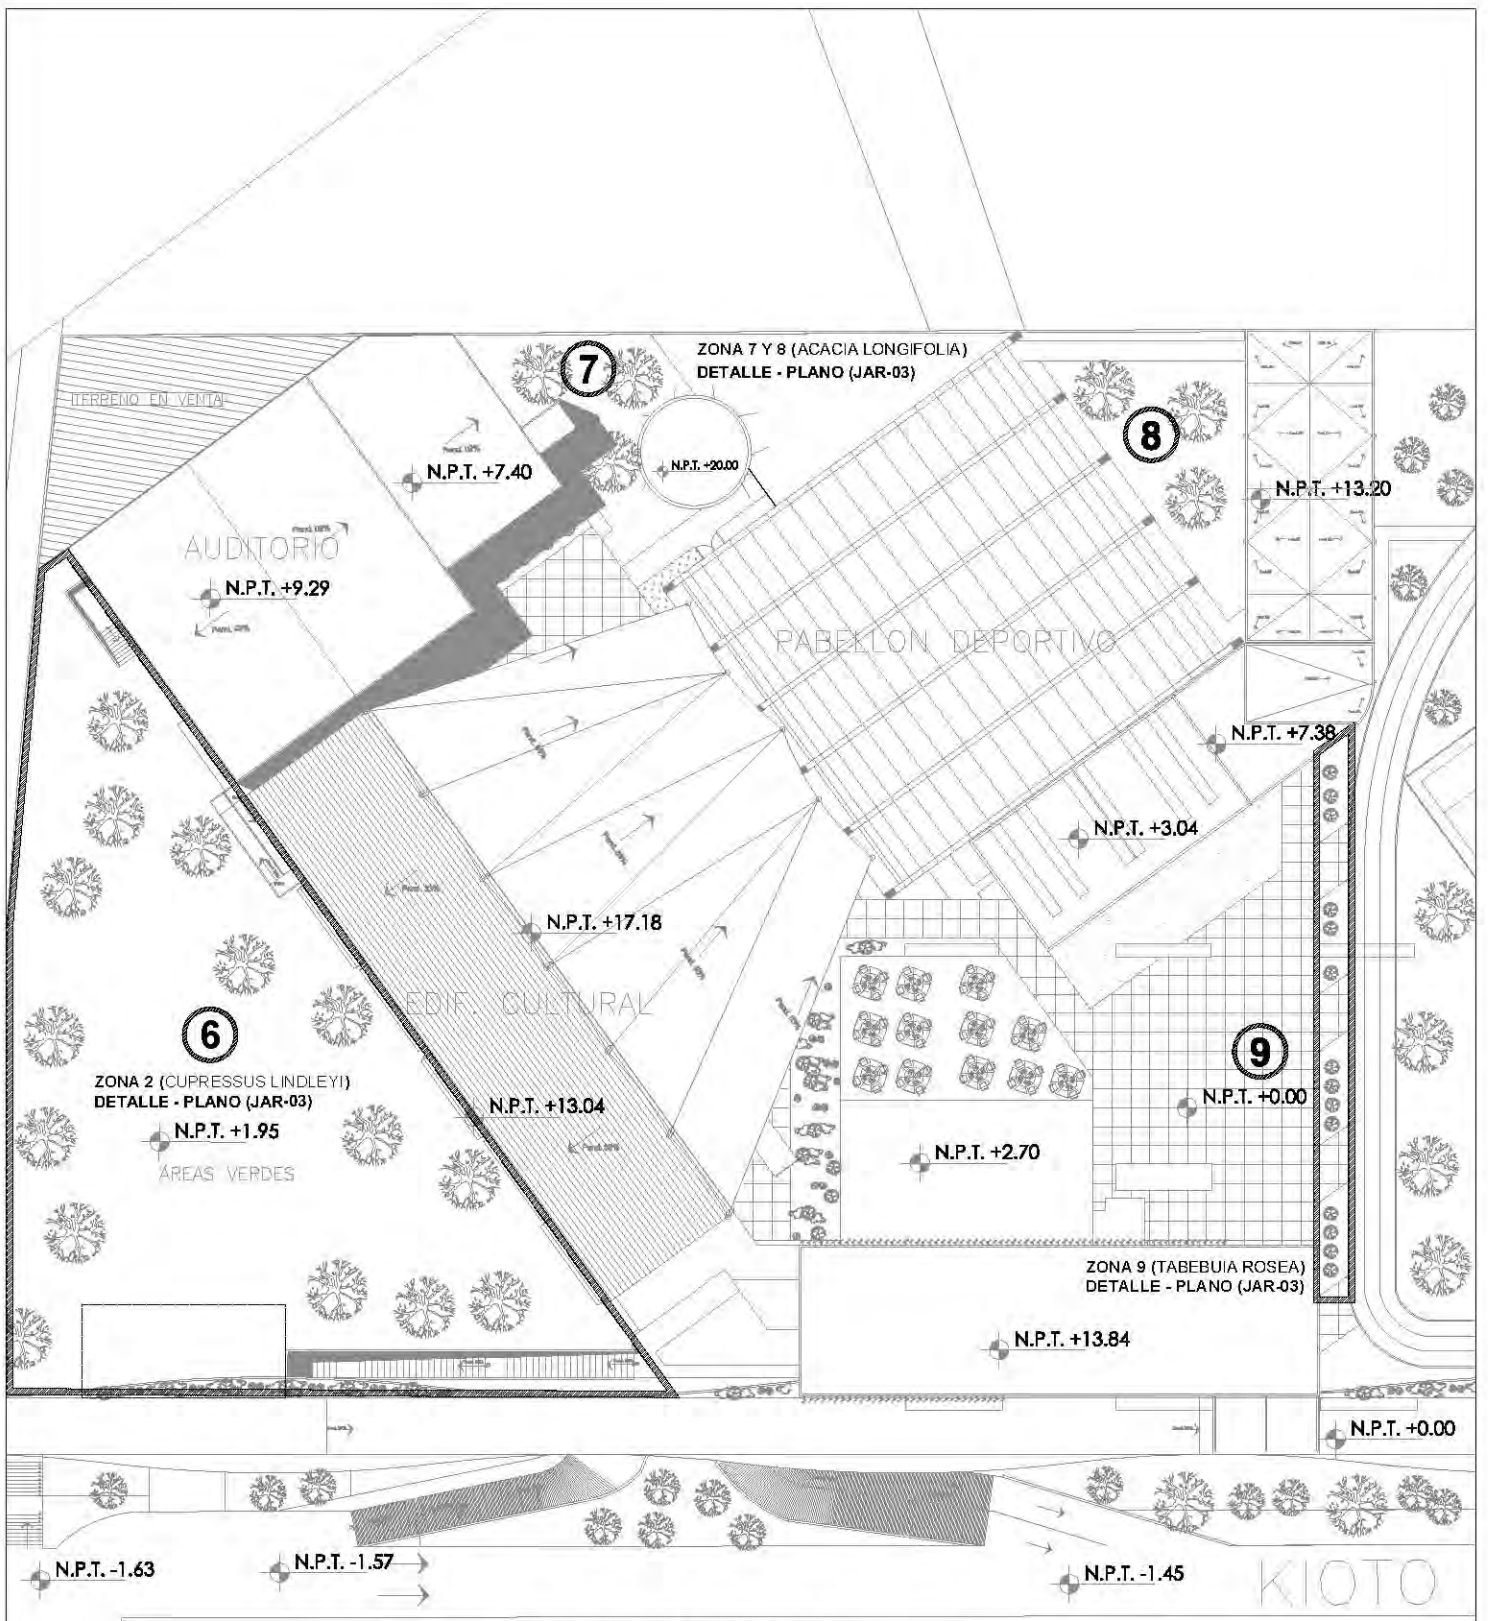 7
ZONA 7 Y 8 (ACACIA LONGIFOLIA)
DETALLE - PLANO (JAR-03)
TERRENO EN VENTA
8
N.P.T. +7.40
N.P.T. +20.00
N.P.T. +13.20
AUDITORIO
N.P.T. +9.29
PABELLON DEPORTIVO
N.P.T. +7.38
N.P.T. +3.04
N.P.T. +17.18
EDIF. CULTURAL
6
ZONA 2 (CUPRESSUS LINDLEYI)
DETALLE - PLANO (JAR-03)
N.P.T. +1.95
AREAS VERDES
N.P.T. +13.04
9
N.P.T. +0.00
N.P.T. +2.70
ZONA 9 (TABEBUIA ROSEA)
DETALLE - PLANO (JAR-03)
N.P.T. +13.84
N.P.T. +0.00
N.P.T. -1.63
N.P.T. -1.57
N.P.T. -1.45
KIOTO